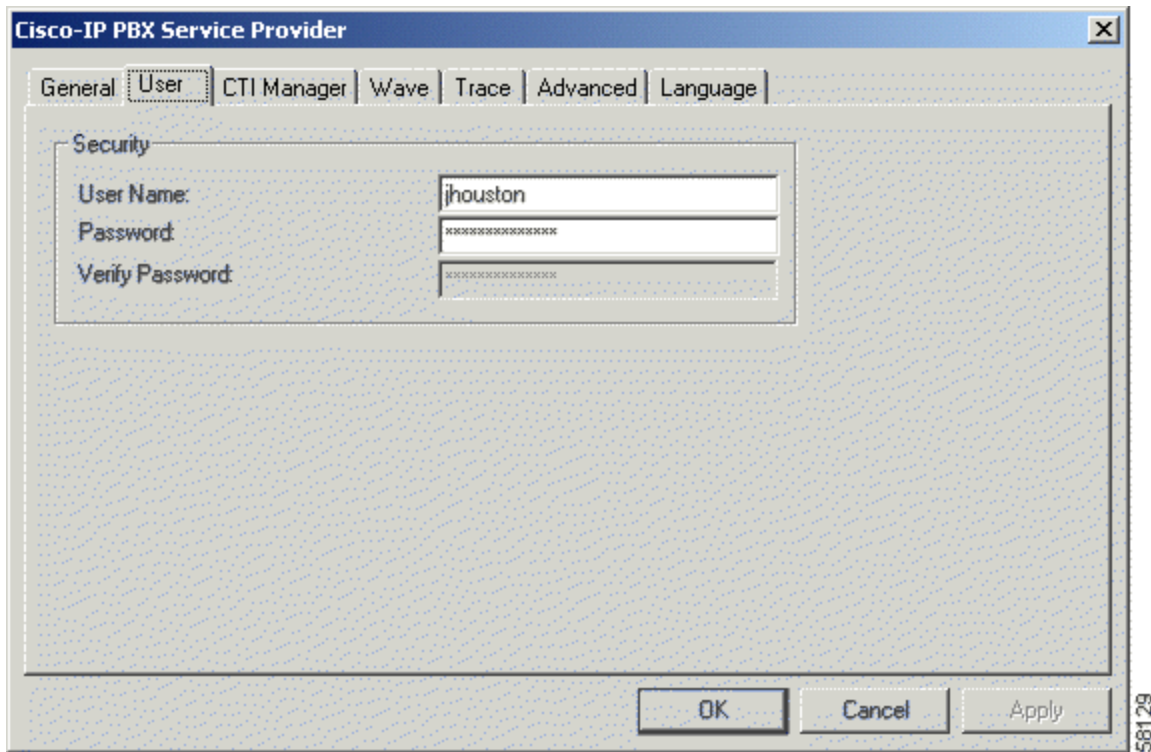 Cisco-IP PBX Service Provider
General User CTI Manager Wave Trace Advanced Language
Security
User Name: jhouston
Password: **************
Verify Password: **************
OK Cancel Apply
58129